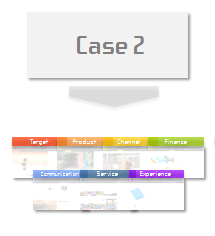 Case 2
Target Product Channel Finance
Communication Service Experience